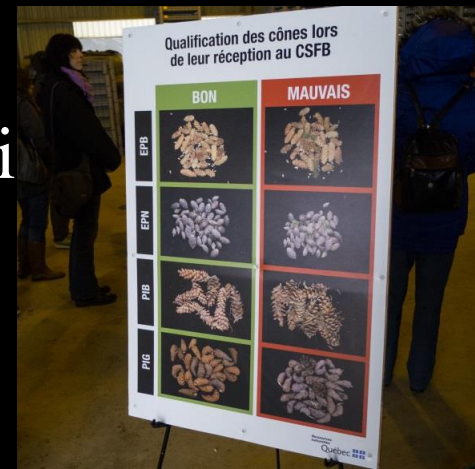 Qualification des cônes lors
de leur réception au CSFB
BON
MAUVAIS
EPB
EPN
PIB
PIG
Québec
i